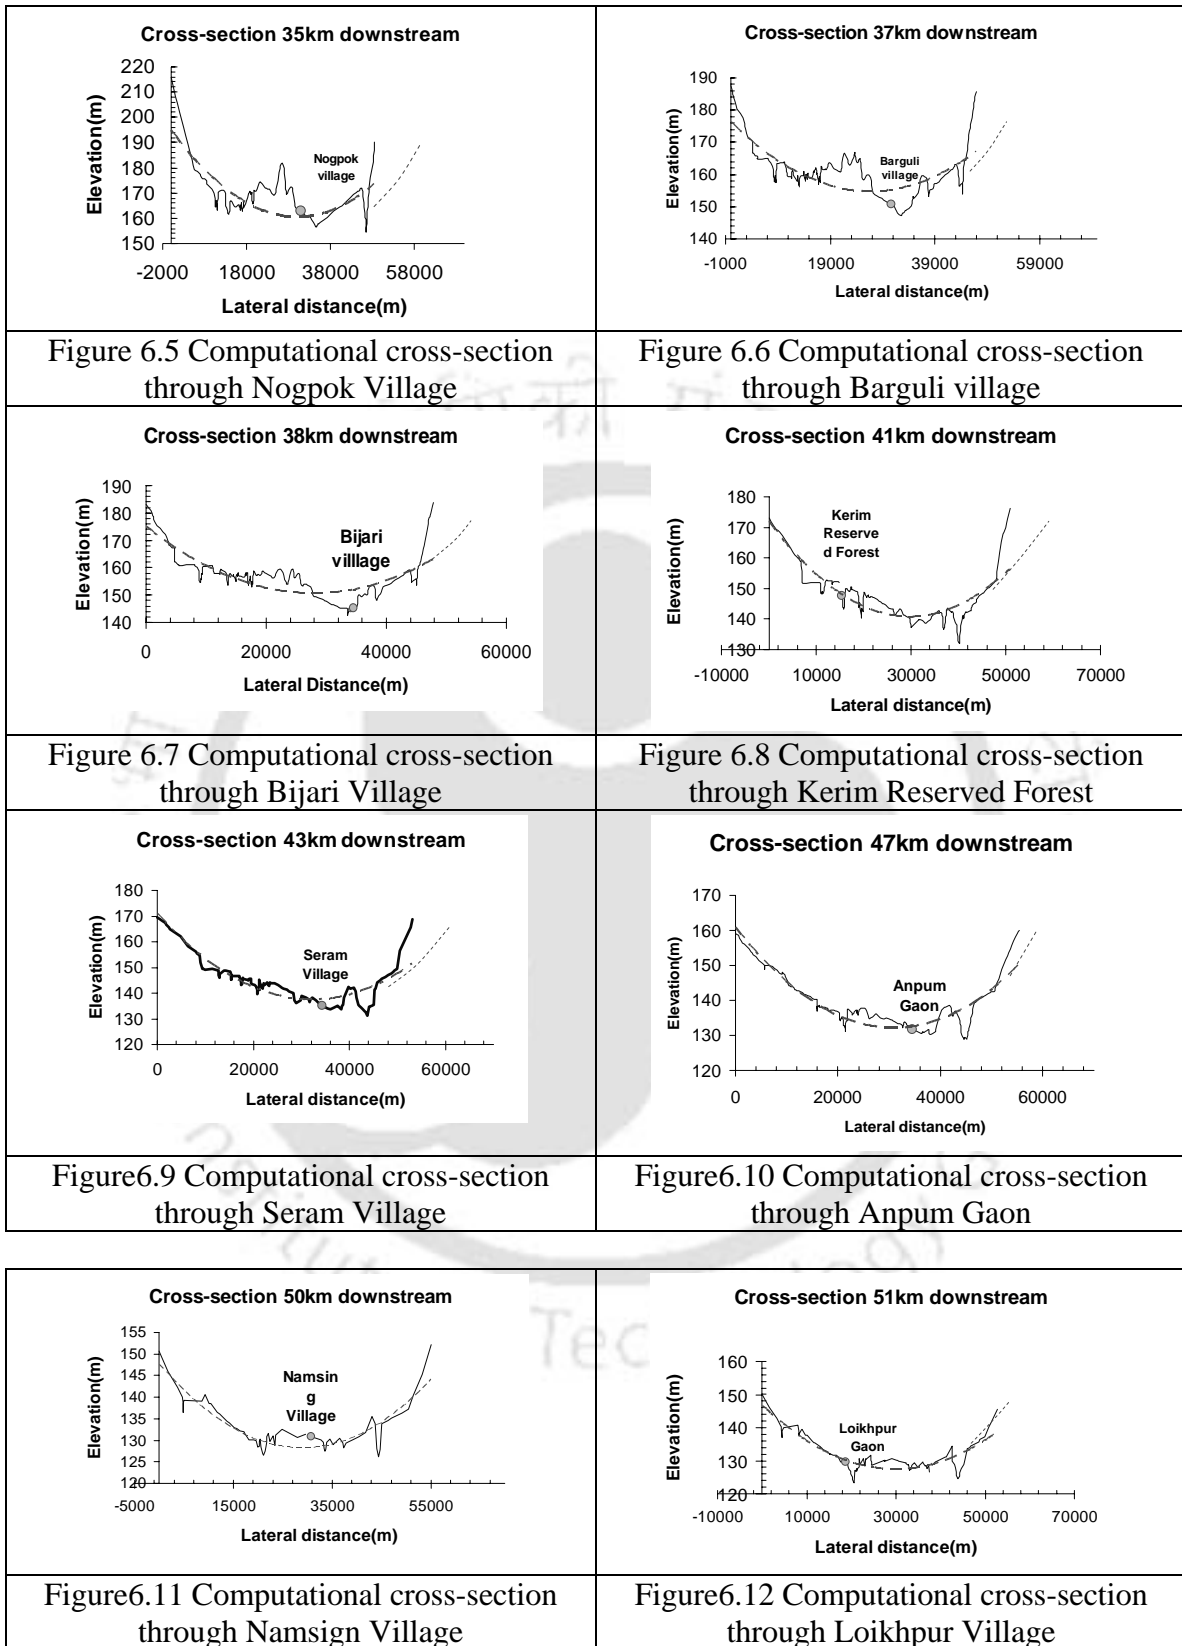 Cross-section 35km downstream
220
210
200
190
180
170
160
150
Elevation(m)
Nogpok
village
-2000 18000 38000 58000
Lateral distance(m)
Figure 6.5 Computational cross-section
through Nogpok Village
Cross-section 37km downstream
190
180
170
160
150
140
Elevation(m)
Barguli
village
-1000 19000 39000 59000
Lateral distance(m)
Figure 6.6 Computational cross-section
through Barguli village
Cross-section 38km downstream
190
180
170
160
150
140
Elevation(m)
Bijari
villlage
0 20000 40000 60000
Lateral Distance(m)
Figure 6.7 Computational cross-section
through Bijari Village
Cross-section 41km downstream
180
170
160
150
140
130
Elevation(m)
Kerim
Reserve
d Forest
-10000 10000 30000 50000 70000
Lateral distance(m)
Figure 6.8 Computational cross-section
through Kerim Reserved Forest
Cross-section 43km downstream
180
170
160
150
140
130
120
Elevation(m)
Seram
Village
0 20000 40000 60000
Lateral distance(m)
Figure6.9 Computational cross-section
through Seram Village
Cross-section 47km downstream
170
160
150
140
130
120
Elevation(m)
Anpum
Gaon
0 20000 40000 60000
Lateral distance(m)
Figure6.10 Computational cross-section
through Anpum Gaon
Cross-section 50km downstream
155
150
145
140
135
130
125
120
Elevation(m)
Namsin
g
Village
-5000 15000 35000 55000
Lateral distance(m)
Figure6.11 Computational cross-section
through Namsign Village
Cross-section 51km downstream
160
150
140
130
120
Elevation(m)
Loikhpur
Gaon
-10000 10000 30000 50000 70000
Lateral distance(m)
Figure6.12 Computational cross-section
through Loikhpur Village